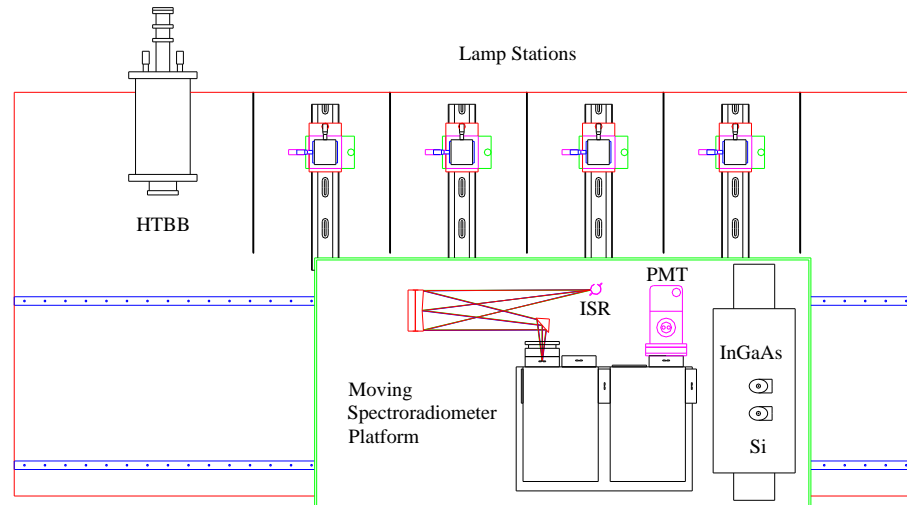 Lamp Stations
HTBB
PMT
ISR
InGaAs
Moving
Spectroradiometer
Platform
Si